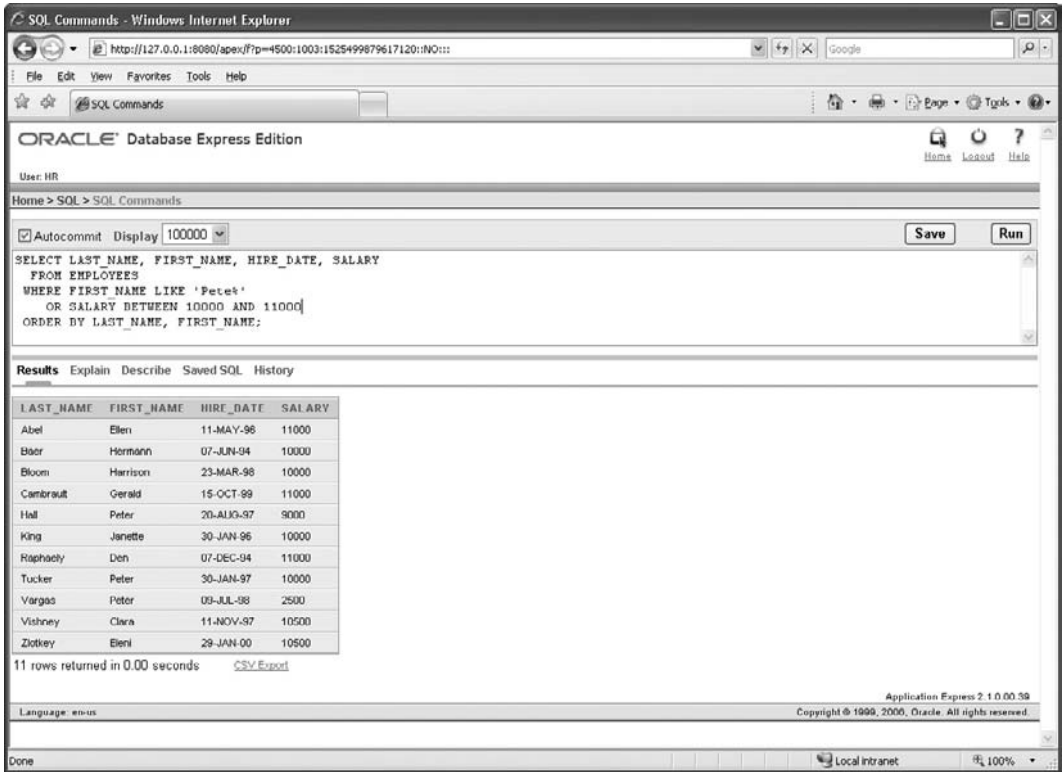 SQL Commands - Windows Internet Explorer
http://127.0.0.1:8080/apex/f?p=4500:1003:1525499879617120::NO:::
Google
File Edit View Favorites Tools Help
SQL Commands
Page Tools
ORACLE Database Express Edition
Home Logout Help
User: HR
Home > SQL > SQL Commands
Autocommit Display 100000
Save Run
SELECT LAST_NAME, FIRST_NAME, HIRE_DATE, SALARY
FROM EMPLOYEES
WHERE FIRST_NAME LIKE 'Pete%'
OR SALARY BETWEEN 10000 AND 11000
ORDER BY LAST_NAME, FIRST_NAME;
Results Explain Describe Saved SQL History
LAST_NAME FIRST_NAME HIRE_DATE SALARY
Abel Ellen 11-MAY-96 11000
Baer Hermann 07-JUN-94 10000
Bloom Harrison 23-MAR-98 10000
Cambrault Gerald 15-OCT-99 11000
Hall Peter 20-AUG-97 9000
King Janette 30-JAN-96 10000
Raphaely Den 07-DEC-94 11000
Tucker Peter 30-JAN-97 10000
Vargas Peter 09-JUL-98 2500
Vishney Clara 11-NOV-97 10500
Zlotkey Eleni 29-JAN-00 10500
11 rows returned in 0.00 seconds CSV Export
Application Express 2.1.0.00.39
Language: en-us Copyright © 1999, 2006, Oracle. All rights reserved.
Done Local intranet 100%